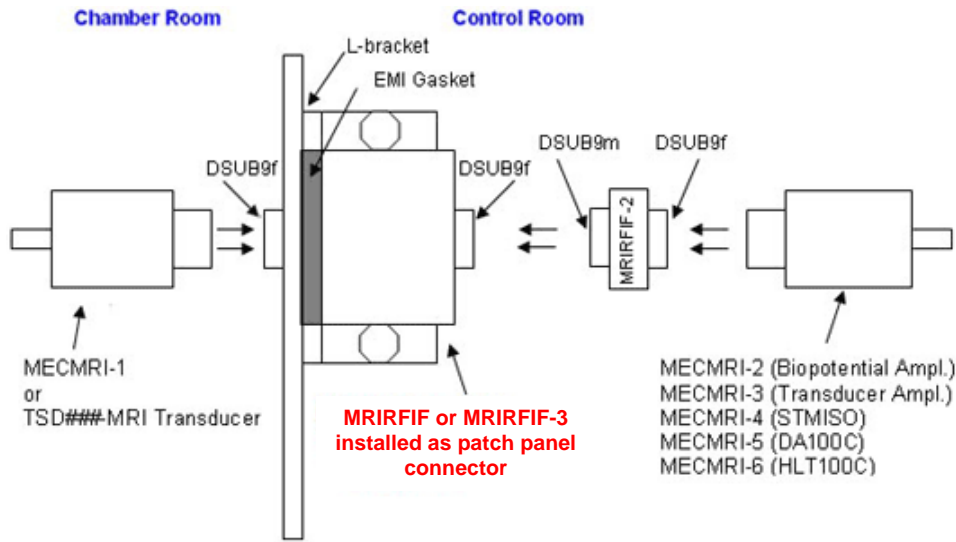 Chamber Room
Control Room
L-bracket
EMI Gasket
DSUB9f
DSUB9f
DSUB9m
DSUB9f
MRIRFIF-2
MECMRI-1
or
TSD###-MRI Transducer
MRIRFIF or MRIRFIF-3
installed as patch panel
connector
MECMRI-2 (Biopotential Ampl.)
MECMRI-3 (Transducer Ampl.)
MECMRI-4 (STMISO)
MECMRI-5 (DA100C)
MECMRI-6 (HLT100C)